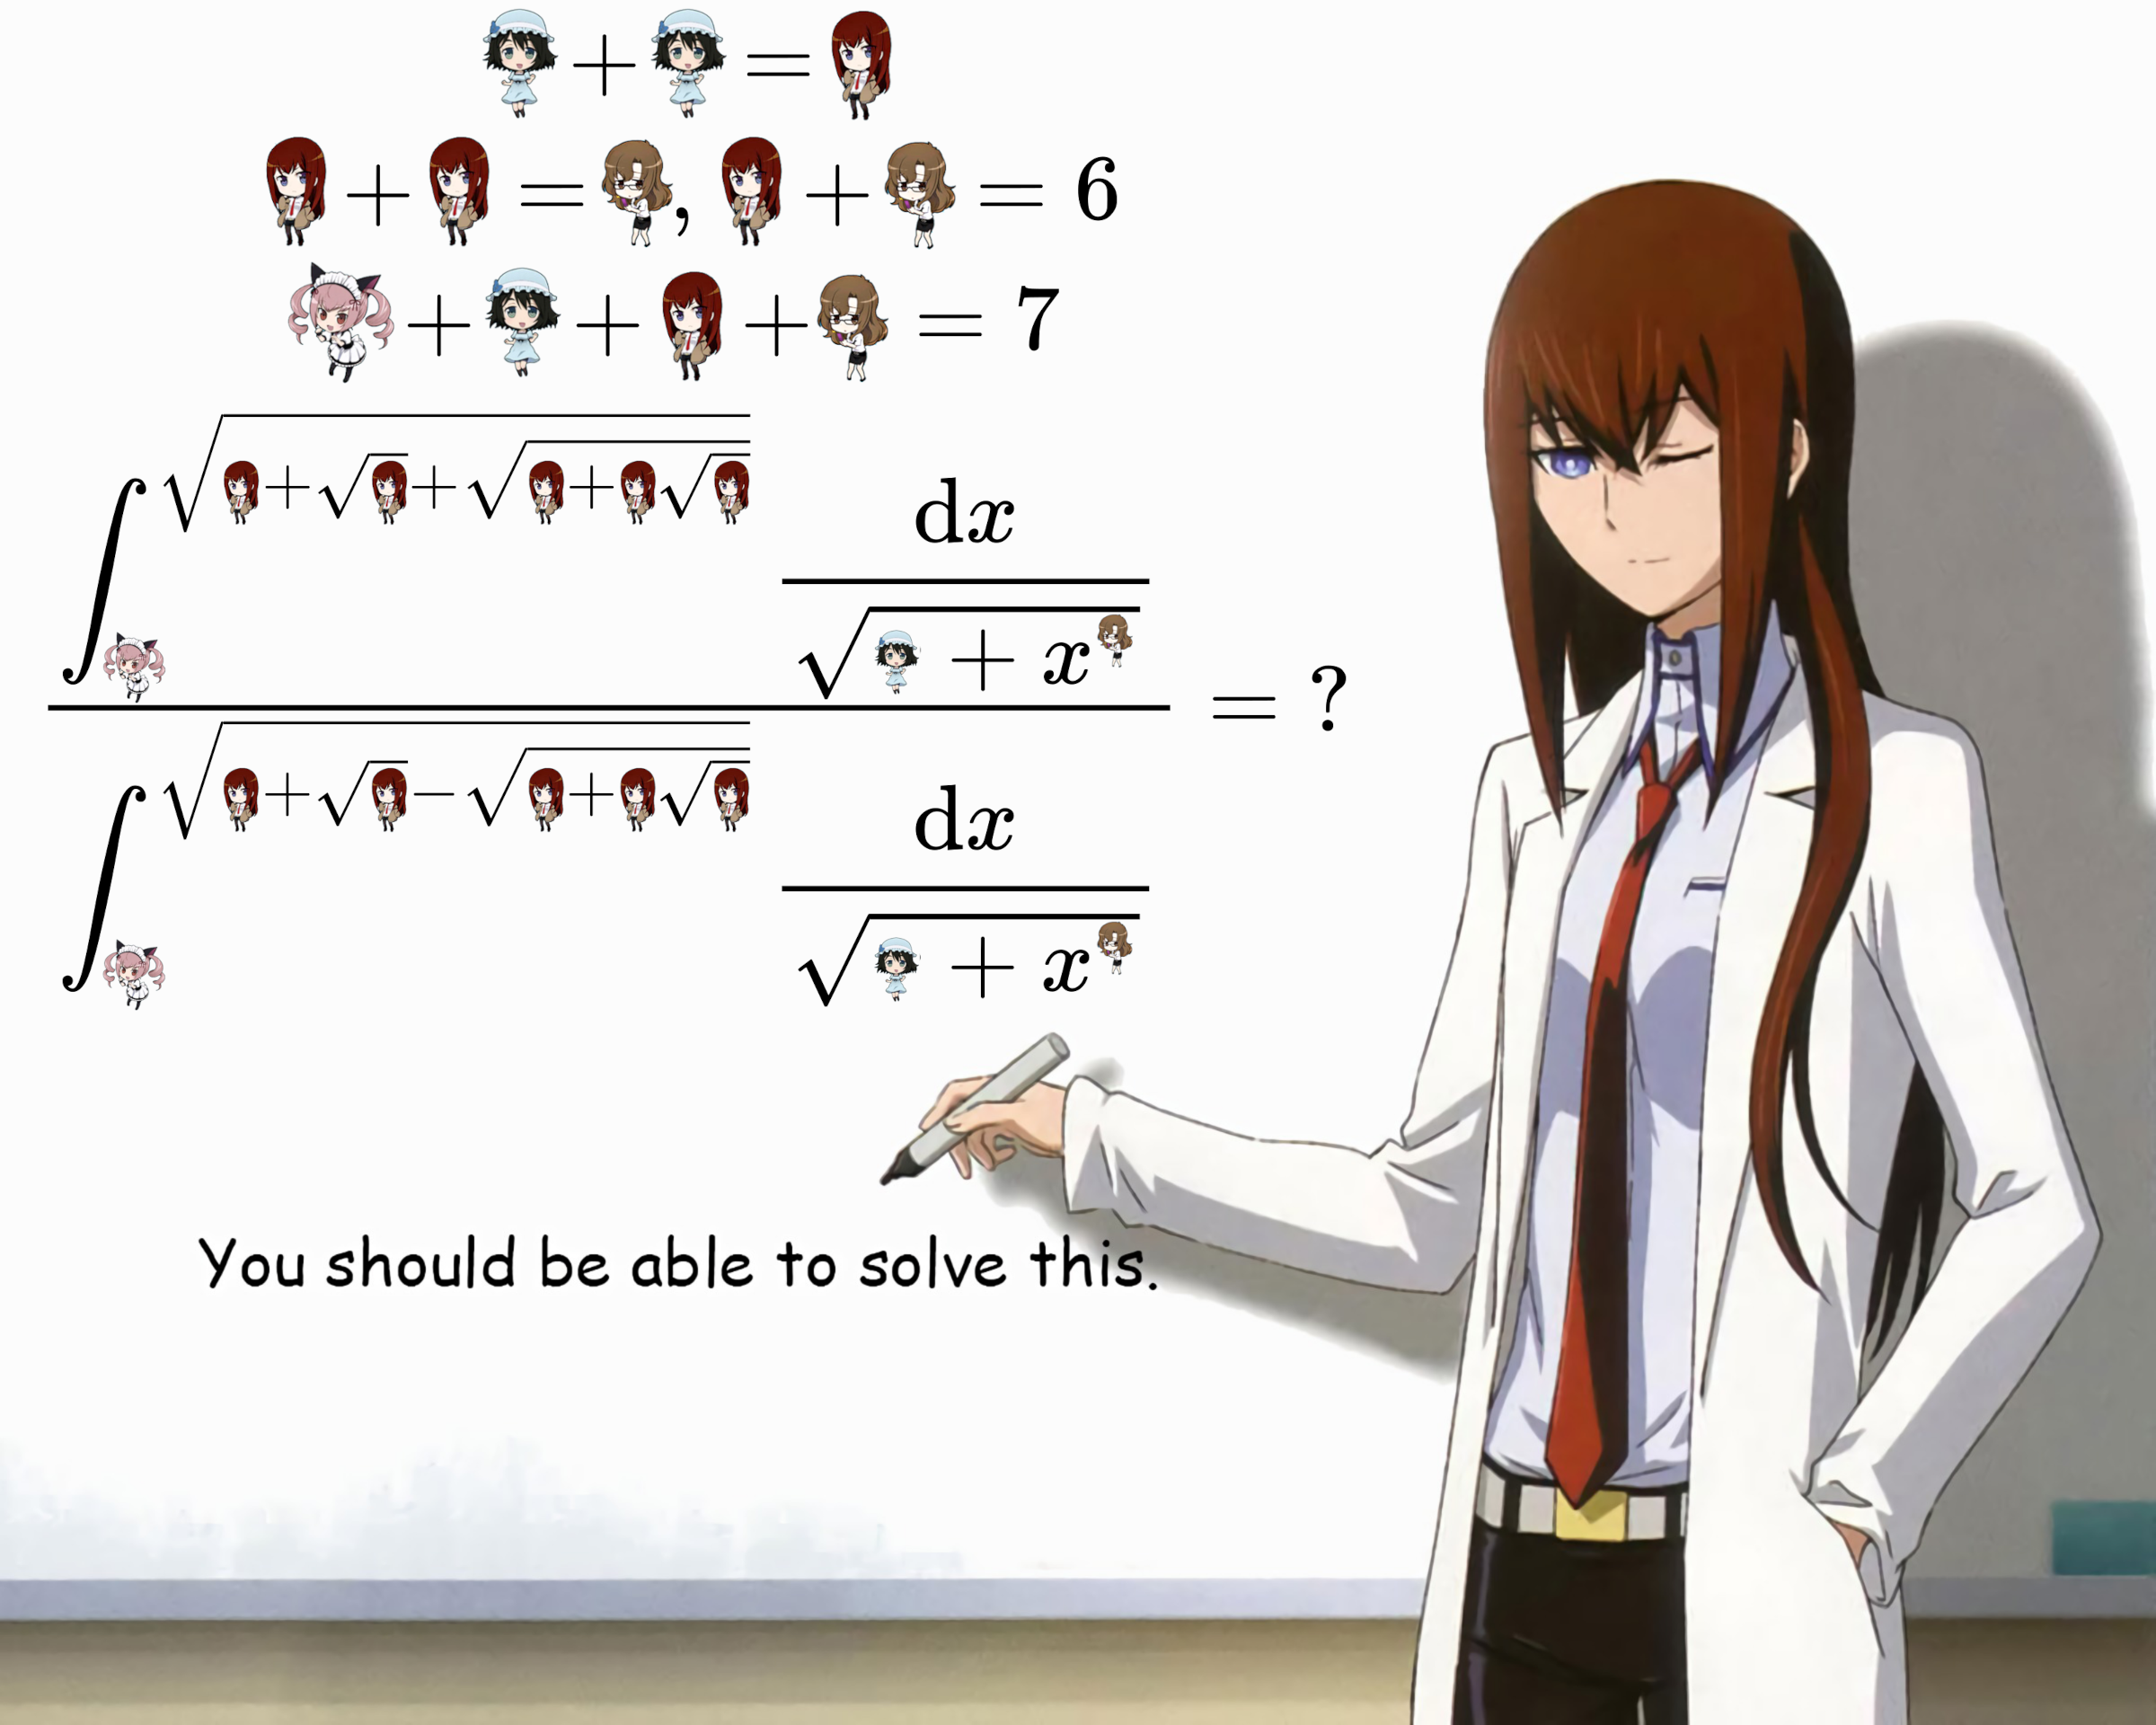 + =
+ = , + = 6
+ + + = 7
∫ √ + √ + √ + √ dx / √ + x
= ?
∫ √ + √ − √ + √ dx / √ + x
You should be able to solve this.